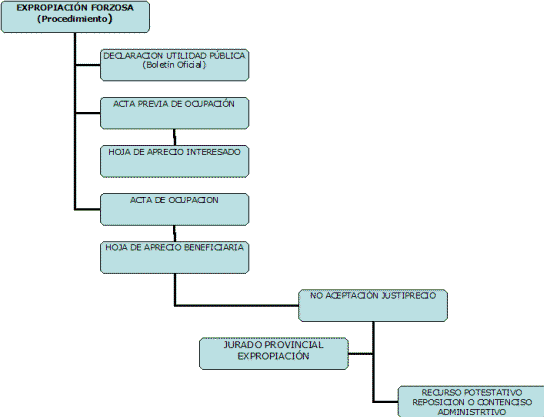 EXPROPIACIÓN FORZOSA
(Procedimiento)
DECLARACION UTILIDAD PÚBLICA
(Boletín Oficial)
ACTA PREVIA DE OCUPACIÓN
HOJA DE APRECIO INTERESADO
ACTA DE OCUPACION
HOJA DE APRECIO BENEFICIARIA
NO ACEPTACIÓN JUSTIPRECIO
JURADO PROVINCIAL
EXPROPIACIÓN
RECURSO POTESTATIVO
REPOSICION O CONTENCISO
ADMINISTRTIVO